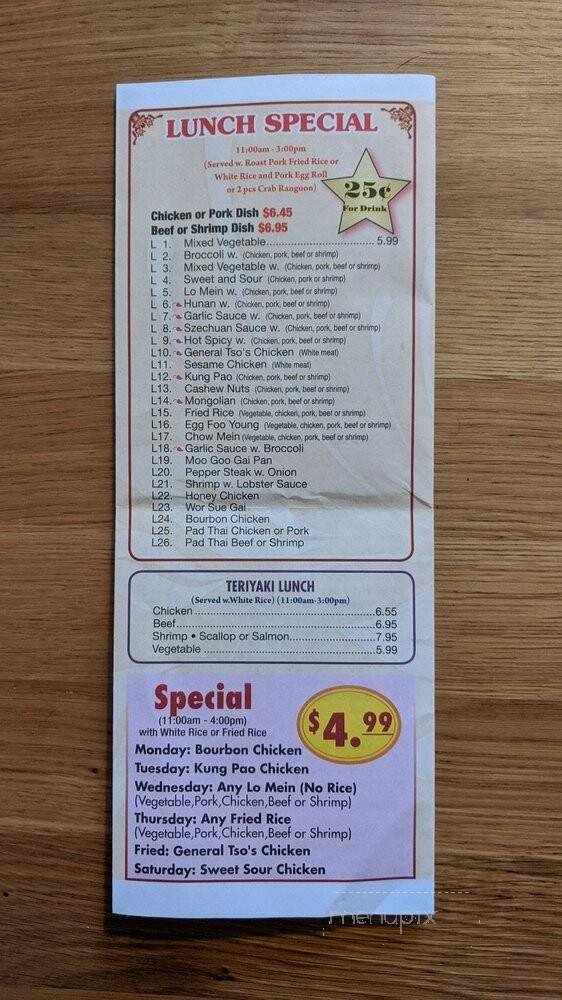 LUNCH SPECIAL
11:00am - 3:00pm
(Served w. Roast Pork Fried Rice or
White Rice and Pork Egg Roll
or 2 pcs Crab Rangoon)
25¢
For Drink
Chicken or Pork Dish $6.45
Beef or Shrimp Dish $6.95
L 1. Mixed Vegetable.................................. 5.99
L 2. Broccoli w. (Chicken, pork, beef or shrimp)
L 3. Mixed Vegetable w. (Chicken, pork, beef or shrimp)
L 4. Sweet and Sour (Chicken, pork or shrimp)
L 5. Lo Mein w. (Chicken, pork, beef or shrimp)
L 6. Hunan w. (Chicken, pork, beef or shrimp)
L 7. Garlic Sauce w. (Chicken, pork, beef or shrimp)
L 8. Szechuan Sauce w. (Chicken, pork, beef or shrimp)
L 9. Hot Spicy w. (Chicken, pork, beef or shrimp)
L10. General Tso's Chicken (White meat)
L11. Sesame Chicken (White meat)
L12. Kung Pao (Chicken, pork, beef or shrimp)
L13. Cashew Nuts (Chicken, pork, beef or shrimp)
L14. Mongolian (Chicken, pork, beef or shrimp)
L15. Fried Rice (Vegetable, chicken, pork, beef or shrimp)
L16. Egg Foo Young (Vegetable, chicken, pork, beef or shrimp)
L17. Chow Mein (Vegetable, chicken, pork, beef or shrimp)
L18. Garlic Sauce w. Broccoli
L19. Moo Goo Gai Pan
L20. Pepper Steak w. Onion
L21. Shrimp w. Lobster Sauce
L22. Honey Chicken
L23. Wor Sue Gai
L24. Bourbon Chicken
L25. Pad Thai Chicken or Pork
L26. Pad Thai Beef or Shrimp
TERIYAKI LUNCH
(Served w.White Rice) (11:00am-3:00pm)
Chicken.......................................................6.55
Beef............................................................6.95
Shrimp • Scallop or Salmon.........................7.95
Vegetable ...................................................5.99
Special
(11:00am - 4:00pm)
with White Rice or Fried Rice
$4.99
Monday: Bourbon Chicken
Tuesday: Kung Pao Chicken
Wednesday: Any Lo Mein (No Rice)
(Vegetable,Pork,Chicken,Beef or Shrimp)
Thursday: Any Fried Rice
(Vegetable,Pork,Chicken,Beef or Shrimp)
Fried: General Tso's Chicken
Saturday: Sweet Sour Chicken
menupix